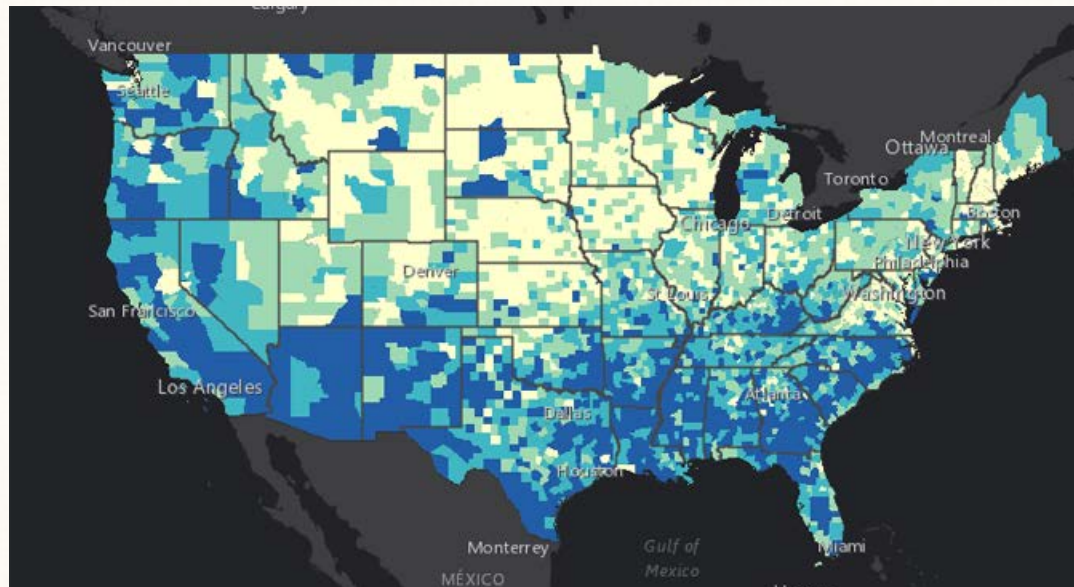 Calgary
Vancouver
Seattle
Montreal
Ottawa
Toronto
Boston
Detroit
Chicago
New York
Philadelphia
Denver
Washington
St Louis
San Francisco
Los Angeles
Atlanta
Dallas
Houston
Miami
Monterrey
Gulf of
Mexico
MÉXICO